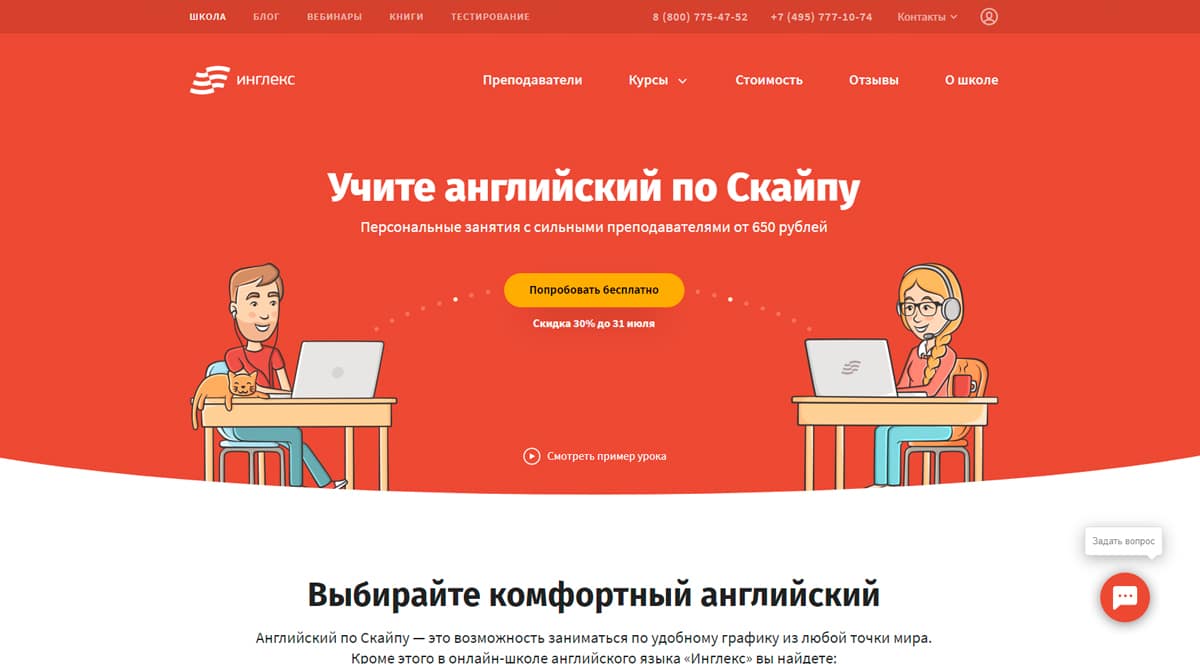 ШКОЛА БЛОГ ВЕБИНАРЫ КНИГИ ТЕСТИРОВАНИЕ 8 (800) 775-47-52 +7 (495) 777-10-74 Контакты
инглекс Преподаватели Курсы Стоимость Отзывы О школе
Учите английский по Скайпу
Персональные занятия с сильными преподавателями от 650 рублей
Попробовать бесплатно
Скидка 30% до 31 июля
Смотреть пример урока
Задать вопрос
Выбирайте комфортный английский
Английский по Скайпу — это возможность заниматься по удобному графику из любой точки мира.
Кроме этого в онлайн-школе английского языка «Инглекс» вы найдете: